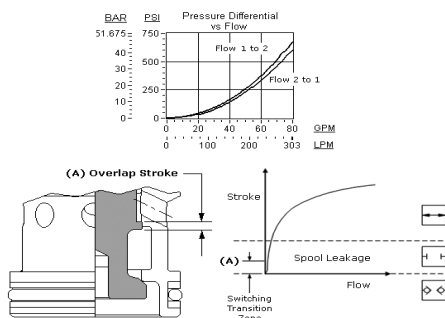 BAR PSI Pressure Differential
vs Flow
51.675 750
40
500
30
20
250
10
0 0
Flow 1 to 2
Flow 2 to 1
0 20 40 60 80
GPM
0 100 200 303
LPM
(A) Overlap Stroke
Stroke
(A)
Spool Leakage
Flow
Switching
Transition
Zone